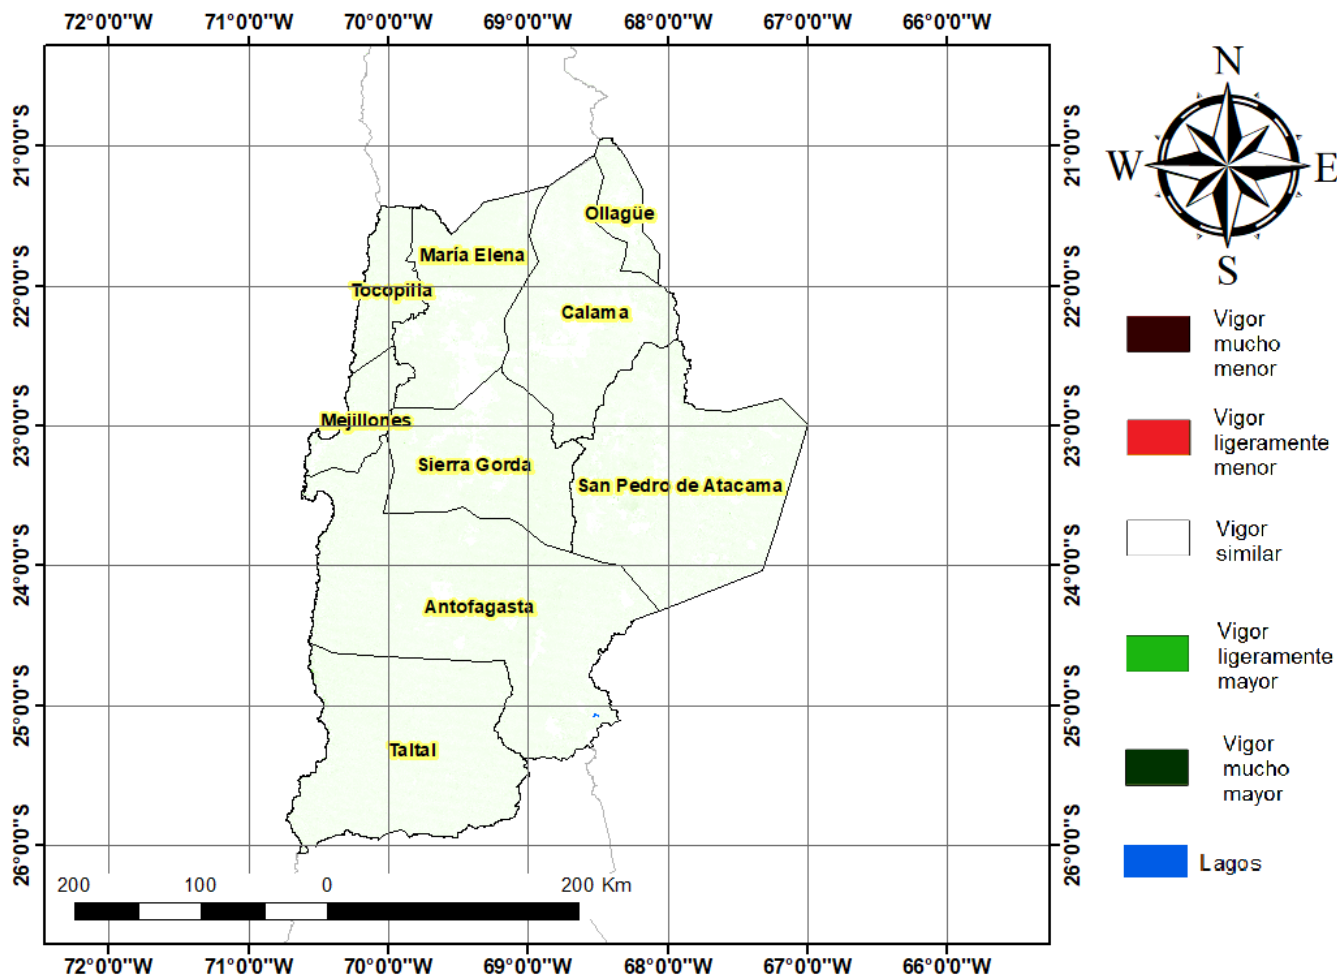 72°0'0"W 71°0'0"W 70°0'0"W 69°0'0"W 68°0'0"W 67°0'0"W 66°0'0"W
N
W E
S
21°0'0"S 21°0'0"S
22°0'0"S 22°0'0"S
23°0'0"S 23°0'0"S
24°0'0"S 24°0'0"S
25°0'0"S 25°0'0"S
26°0'0"S 26°0'0"S
Ollagüe
María Elena
Tocopilla
Calama
Mejillones
Sierra Gorda
San Pedro de Atacama
Antofagasta
Taltal
Vigor
mucho
menor
Vigor
ligeramente
menor
Vigor
similar
Vigor
ligeramente
mayor
Vigor
mucho
mayor
Lagos
200 100 0 200 Km
72°0'0"W 71°0'0"W 70°0'0"W 69°0'0"W 68°0'0"W 67°0'0"W 66°0'0"W